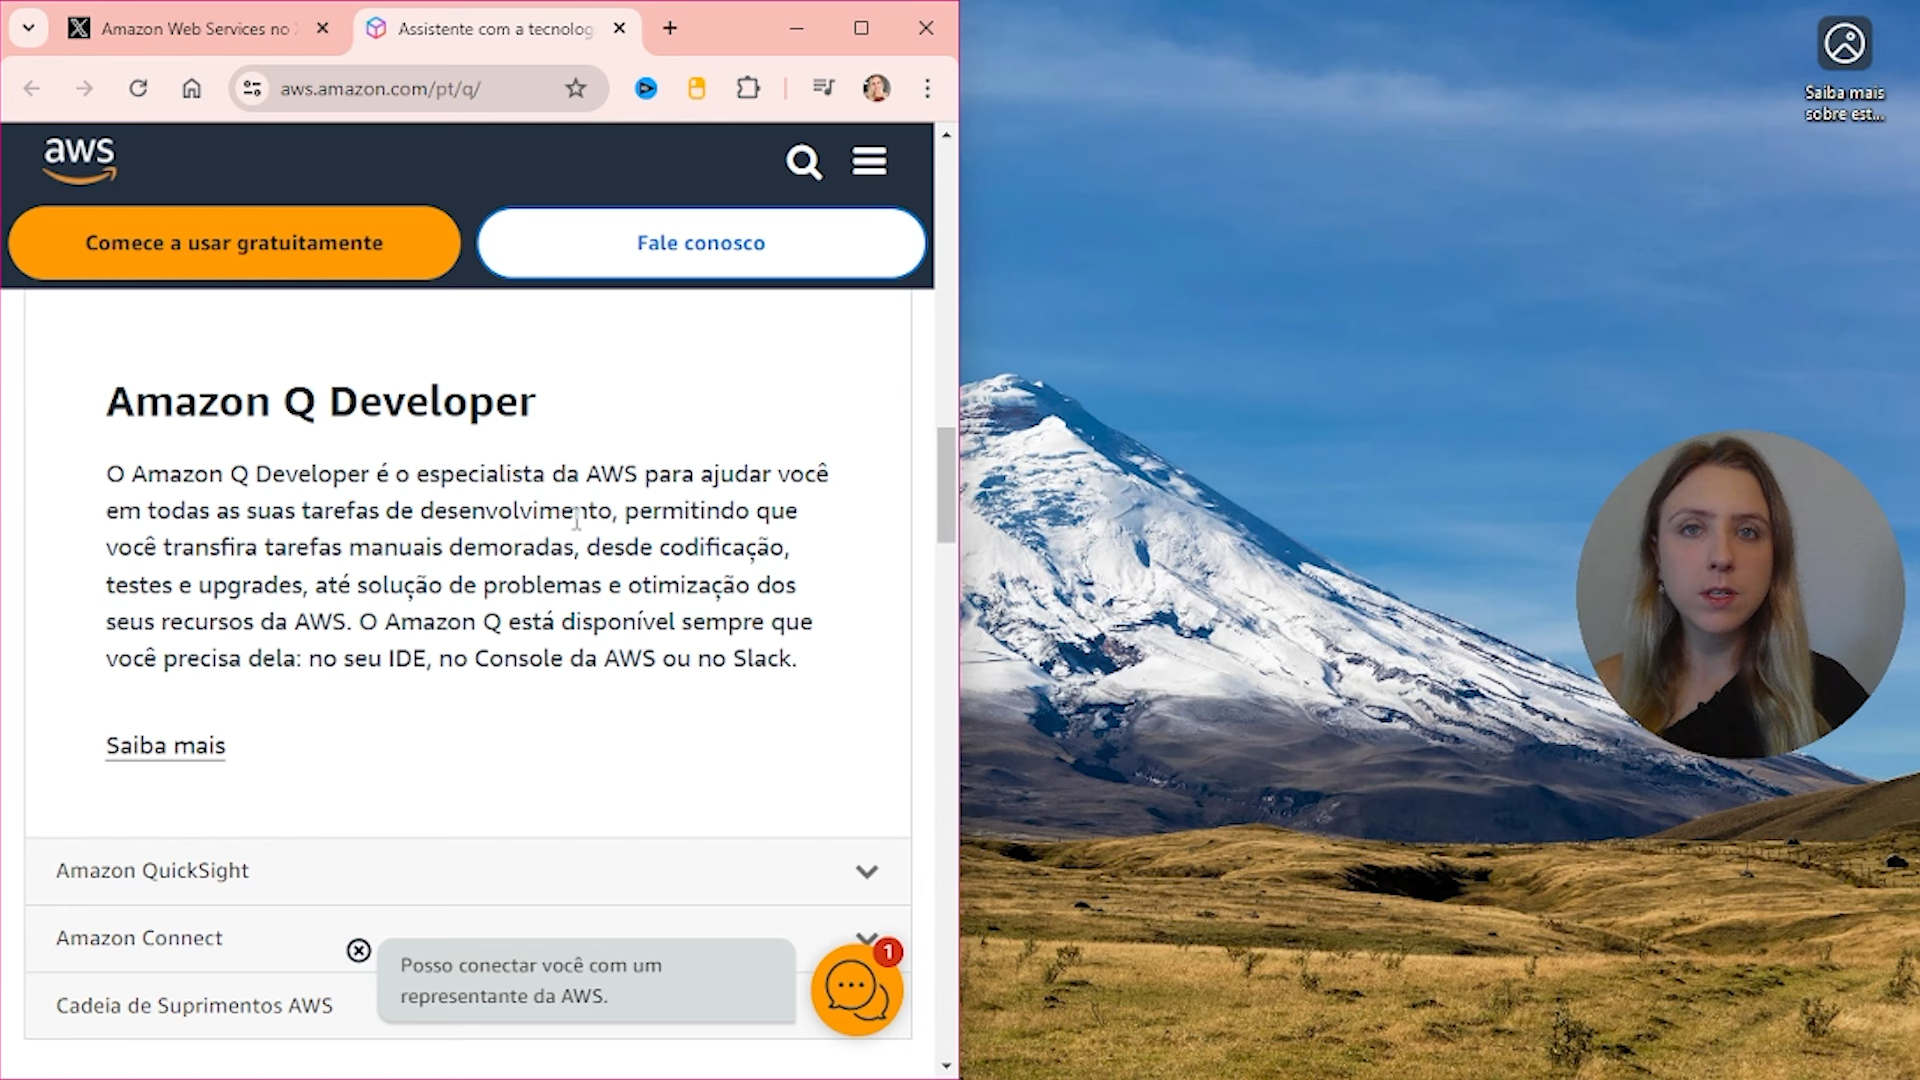 Amazon Web Services no X
Assistente com a tecnolog
aws.amazon.com/pt/q/
aws
Comece a usar gratuitamente
Fale conosco
Amazon Q Developer
O Amazon Q Developer é o especialista da AWS para ajudar você
em todas as suas tarefas de desenvolvimento, permitindo que
você transfira tarefas manuais demoradas, desde codificação,
testes e upgrades, até solução de problemas e otimização dos
seus recursos da AWS. O Amazon Q está disponível sempre que
você precisa dela: no seu IDE, no Console da AWS ou no Slack.
Saiba mais
Amazon QuickSight
Amazon Connect
Cadeia de Suprimentos AWS
Posso conectar você com um
representante da AWS.
1
Saiba mais
sobre est...